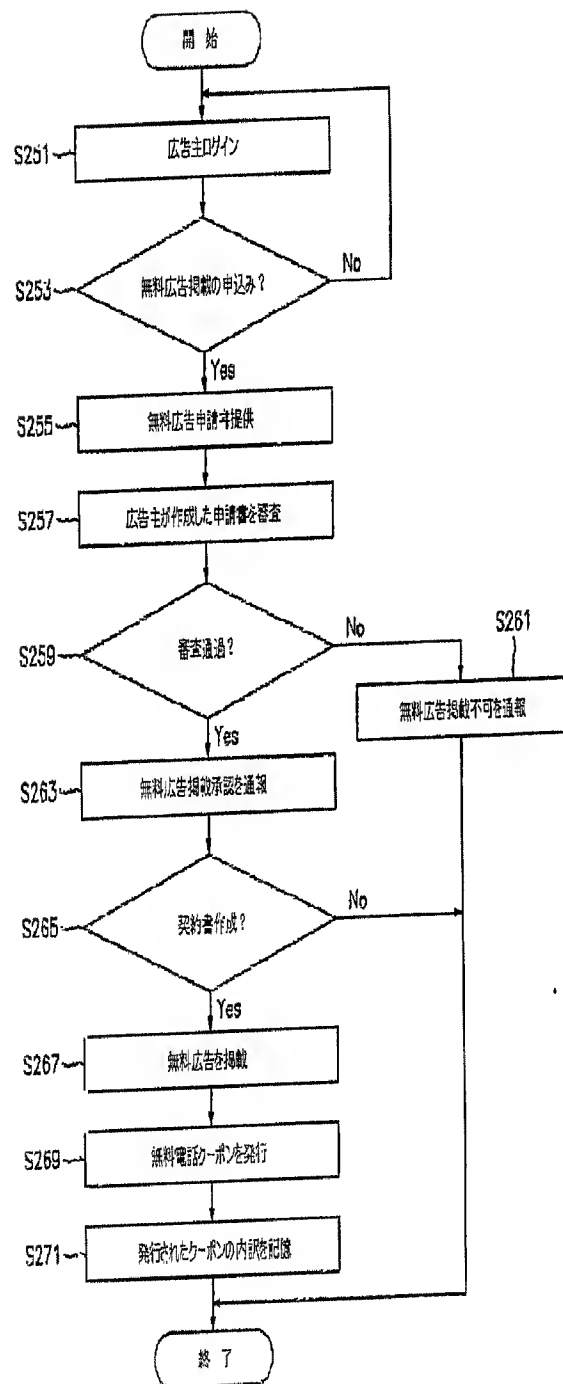 開始
S251
広告主ログイン
S253
無料広告掲載の申込み?
No
Yes
S255
無料広告申請書提供
S257
広告主が作成した申請書を審査
S259
審査通過?
No
S261
無料広告掲載不可を通報
Yes
S263
無料広告掲載承認を通報
S265
契約書作成?
No
Yes
S267
無料広告を掲載
S269
無料電話クーポンを発行
S271
発行されたクーポンの内訳を記憶
終了